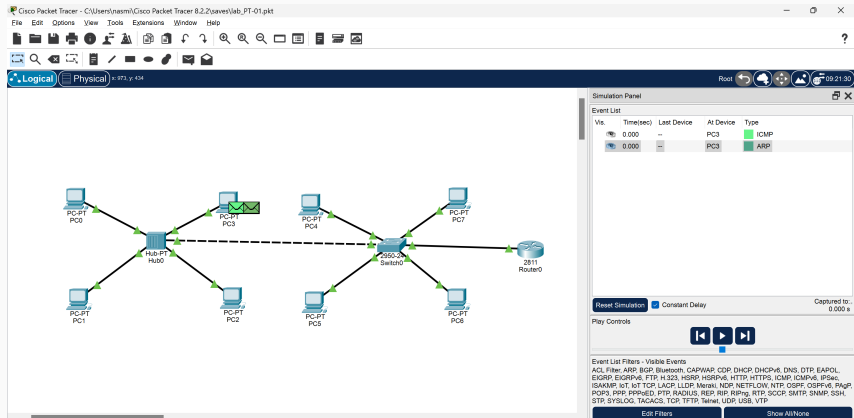 Cisco Packet Tracer - C:\Users\nasmi\Cisco Packet Tracer 8.2.2\saves\lab_PT-01.pkt
File Edit Options View Tools Extensions Window Help
?
Logical Physical x: 973, y: 434 Root 09:21:30
Simulation Panel
Event List
Vis. Time(sec) Last Device At Device Type
0.000 -- PC3 ICMP
0.000 -- PC3 ARP
PC-PT
PC0
PC-PT
PC3
PC-PT
PC4
PC-PT
PC7
Hub-PT
Hub0
2950-24
Switch0
2811
Router0
PC-PT
PC1
PC-PT
PC2
PC-PT
PC5
PC-PT
PC6
Reset Simulation Constant Delay Captured to:..
0.000 s
Play Controls
Event List Filters - Visible Events
ACL Filter, ARP, BGP, Bluetooth, CAPWAP, CDP, DHCP, DHCPv6, DNS, DTP, EAPOL,
EIGRP, EIGRPv6, FTP, H.323, HSRP, HSRPv6, HTTP, HTTPS, ICMP, ICMPv6, IPSec,
ISAKMP, IoT, IoT TCP, LACP, LLDP, Meraki, NDP, NETFLOW, NTP, OSPF, OSPFv6, PAgP,
POP3, PPP, PPPoED, PTP, RADIUS, REP, RIP, RIPng, RTP, SCCP, SMTP, SNMP, SSH,
STP, SYSLOG, TACACS, TCP, TFTP, Telnet, UDP, USB, VTP
Edit Filters Show All/None